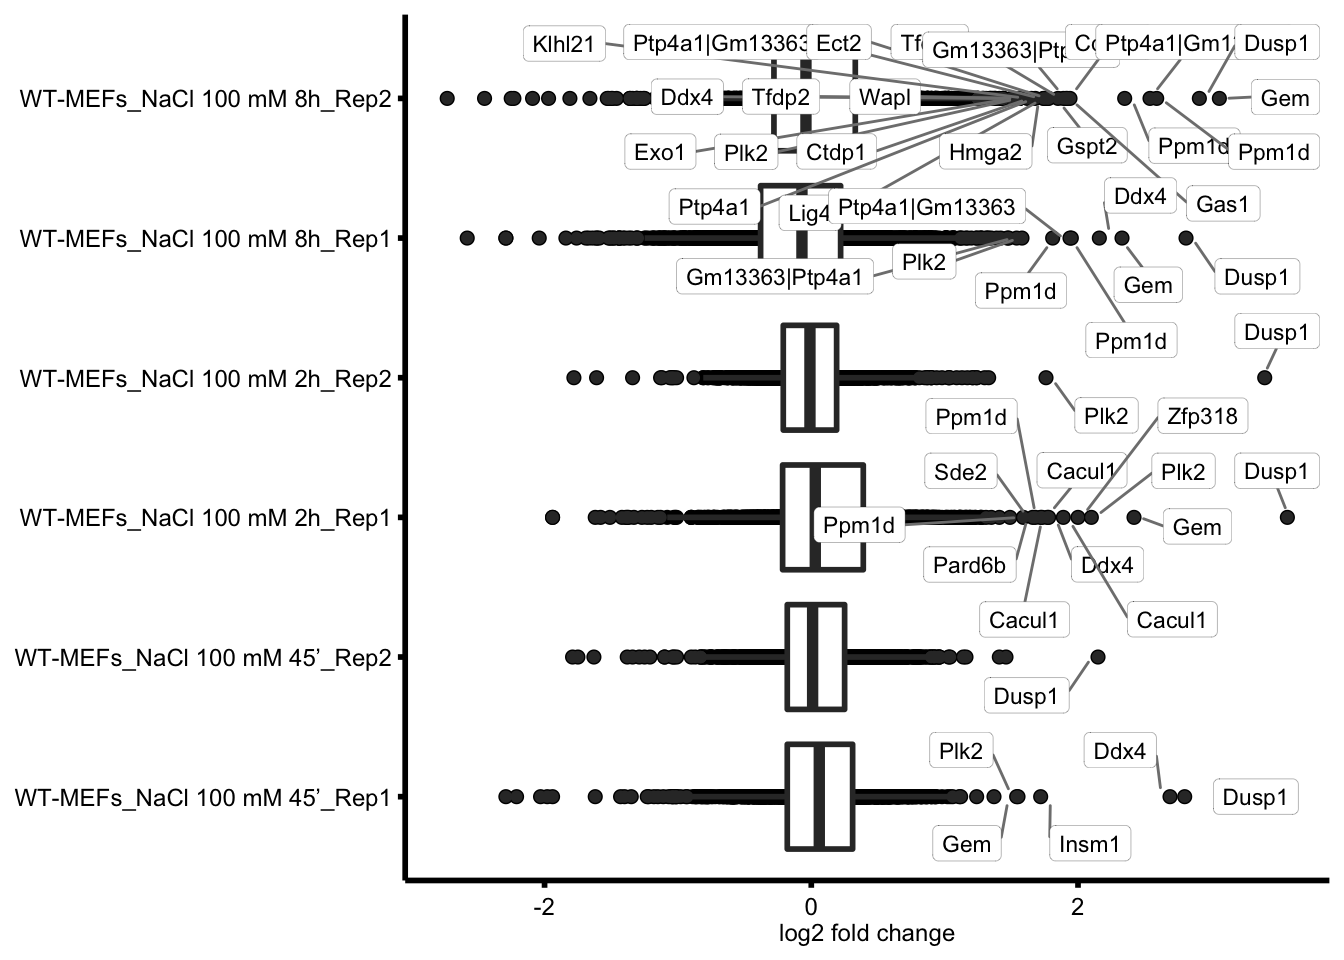 Klhl21
Ptp4a1|Gm13363
Ect2
Gm13363|Ptp
Ptp4a1|Gm1
Dusp1
WT-MEFs_NaCl 100 mM 8h_Rep2
Ddx4
Tfdp2
Wapl
Gem
Exo1
Plk2
Ctdp1
Hmga2
Gspt2
Ppm1d
Ppm1d
Ptp4a1
Lig4
Ptp4a1|Gm13363
Ddx4
Gas1
WT-MEFs_NaCl 100 mM 8h_Rep1
Gm13363|Ptp4a1
Plk2
Ppm1d
Gem
Dusp1
Ppm1d
Dusp1
WT-MEFs_NaCl 100 mM 2h_Rep2
Ppm1d
Plk2
Zfp318
Sde2
Cacul1
Plk2
Dusp1
WT-MEFs_NaCl 100 mM 2h_Rep1
Ppm1d
Gem
Pard6b
Ddx4
Cacul1
Cacul1
WT-MEFs_NaCl 100 mM 45’_Rep2
Dusp1
Plk2
Ddx4
WT-MEFs_NaCl 100 mM 45’_Rep1
Dusp1
Gem
Insm1
-2
0
2
log2 fold change